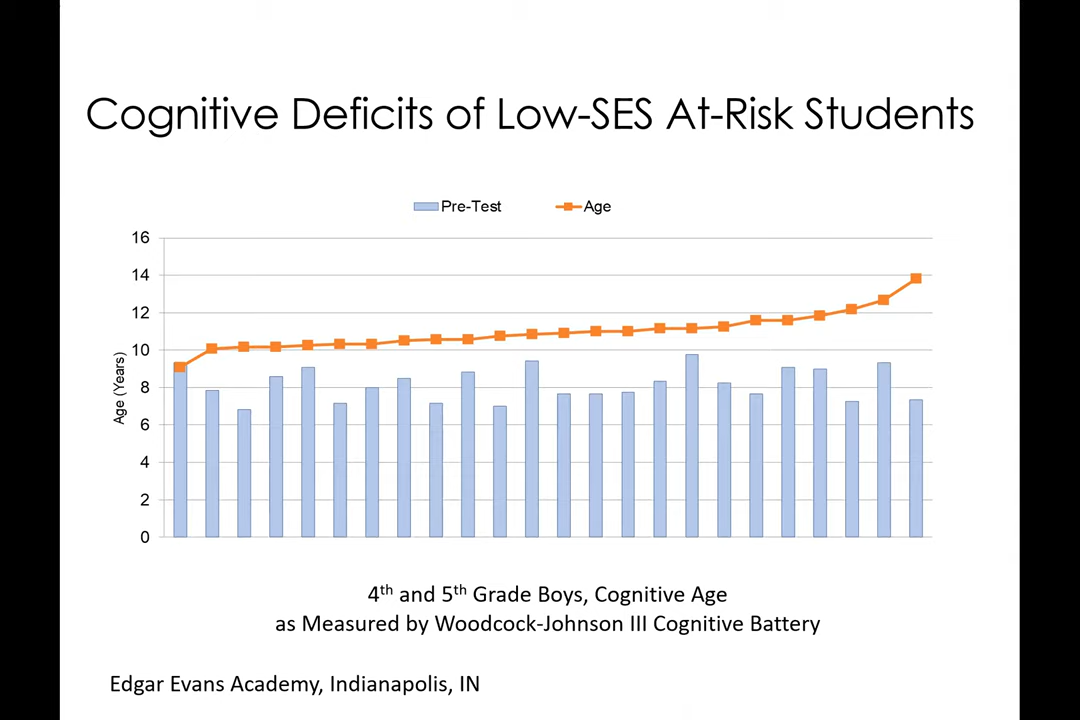 Cognitive Deficits of Low-SES At-Risk Students
Pre-Test Age
16
14
12
10
8
6
4
2
0
Age (Years)
4th and 5th Grade Boys, Cognitive Age
as Measured by Woodcock-Johnson III Cognitive Battery
Edgar Evans Academy, Indianapolis, IN